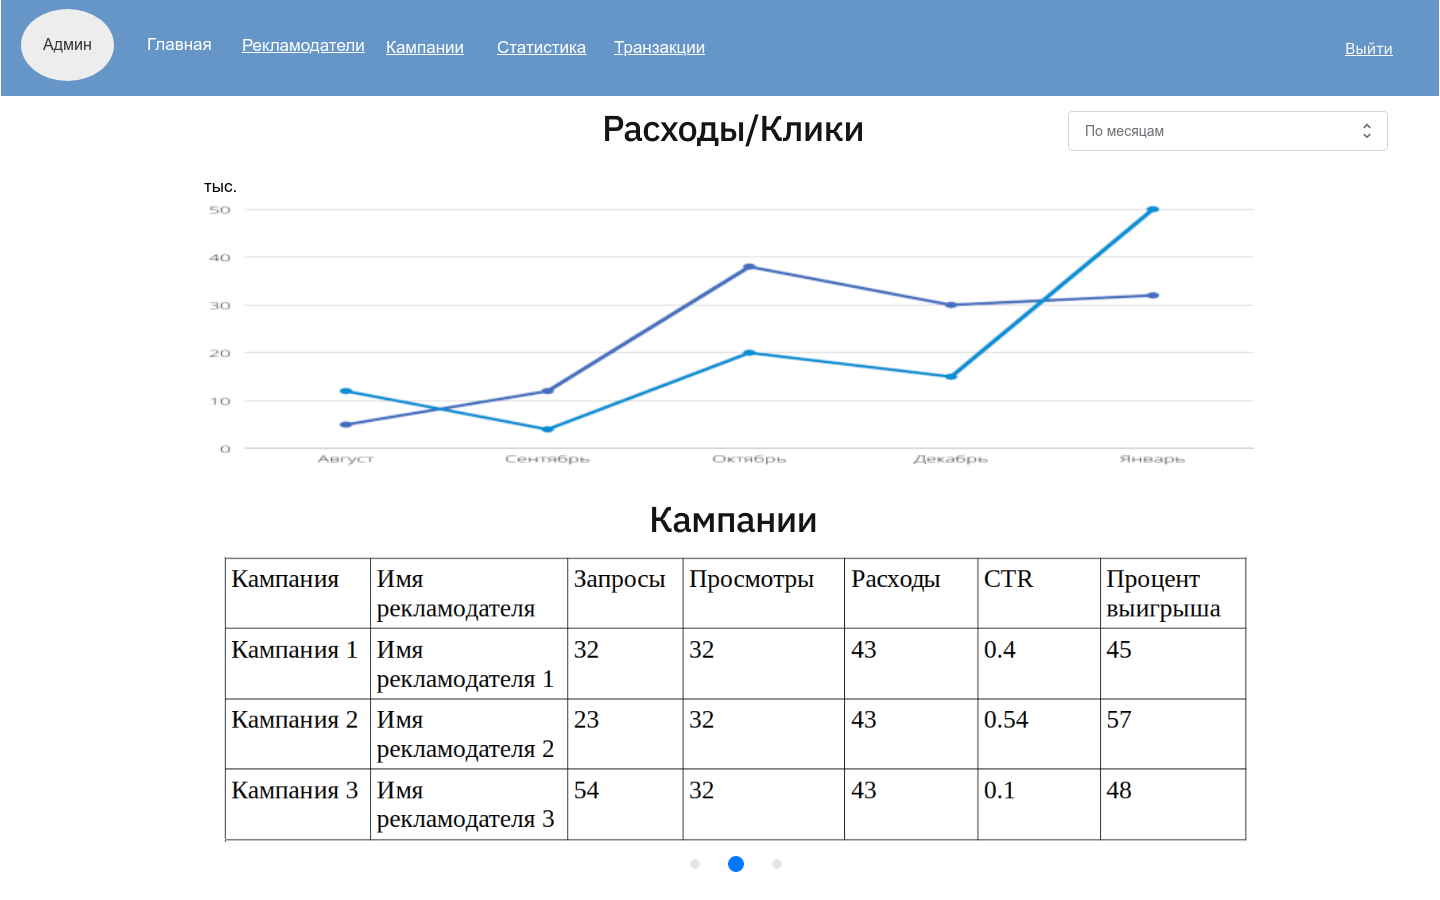 Админ Главная Рекламодатели Кампании Статистика Транзакции Выйти
Расходы/Клики
По месяцам
тыс.
50
40
30
20
10
0
Август Сентябрь Октябрь Декабрь Январь
Кампании
Кампания Имя Запросы Просмотры Расходы CTR Процент
рекламодателя выигрыша
Кампания 1 Имя 32 32 43 0.4 45
рекламодателя 1
Кампания 2 Имя 23 32 43 0.54 57
рекламодателя 2
Кампания 3 Имя 54 32 43 0.1 48
рекламодателя 3